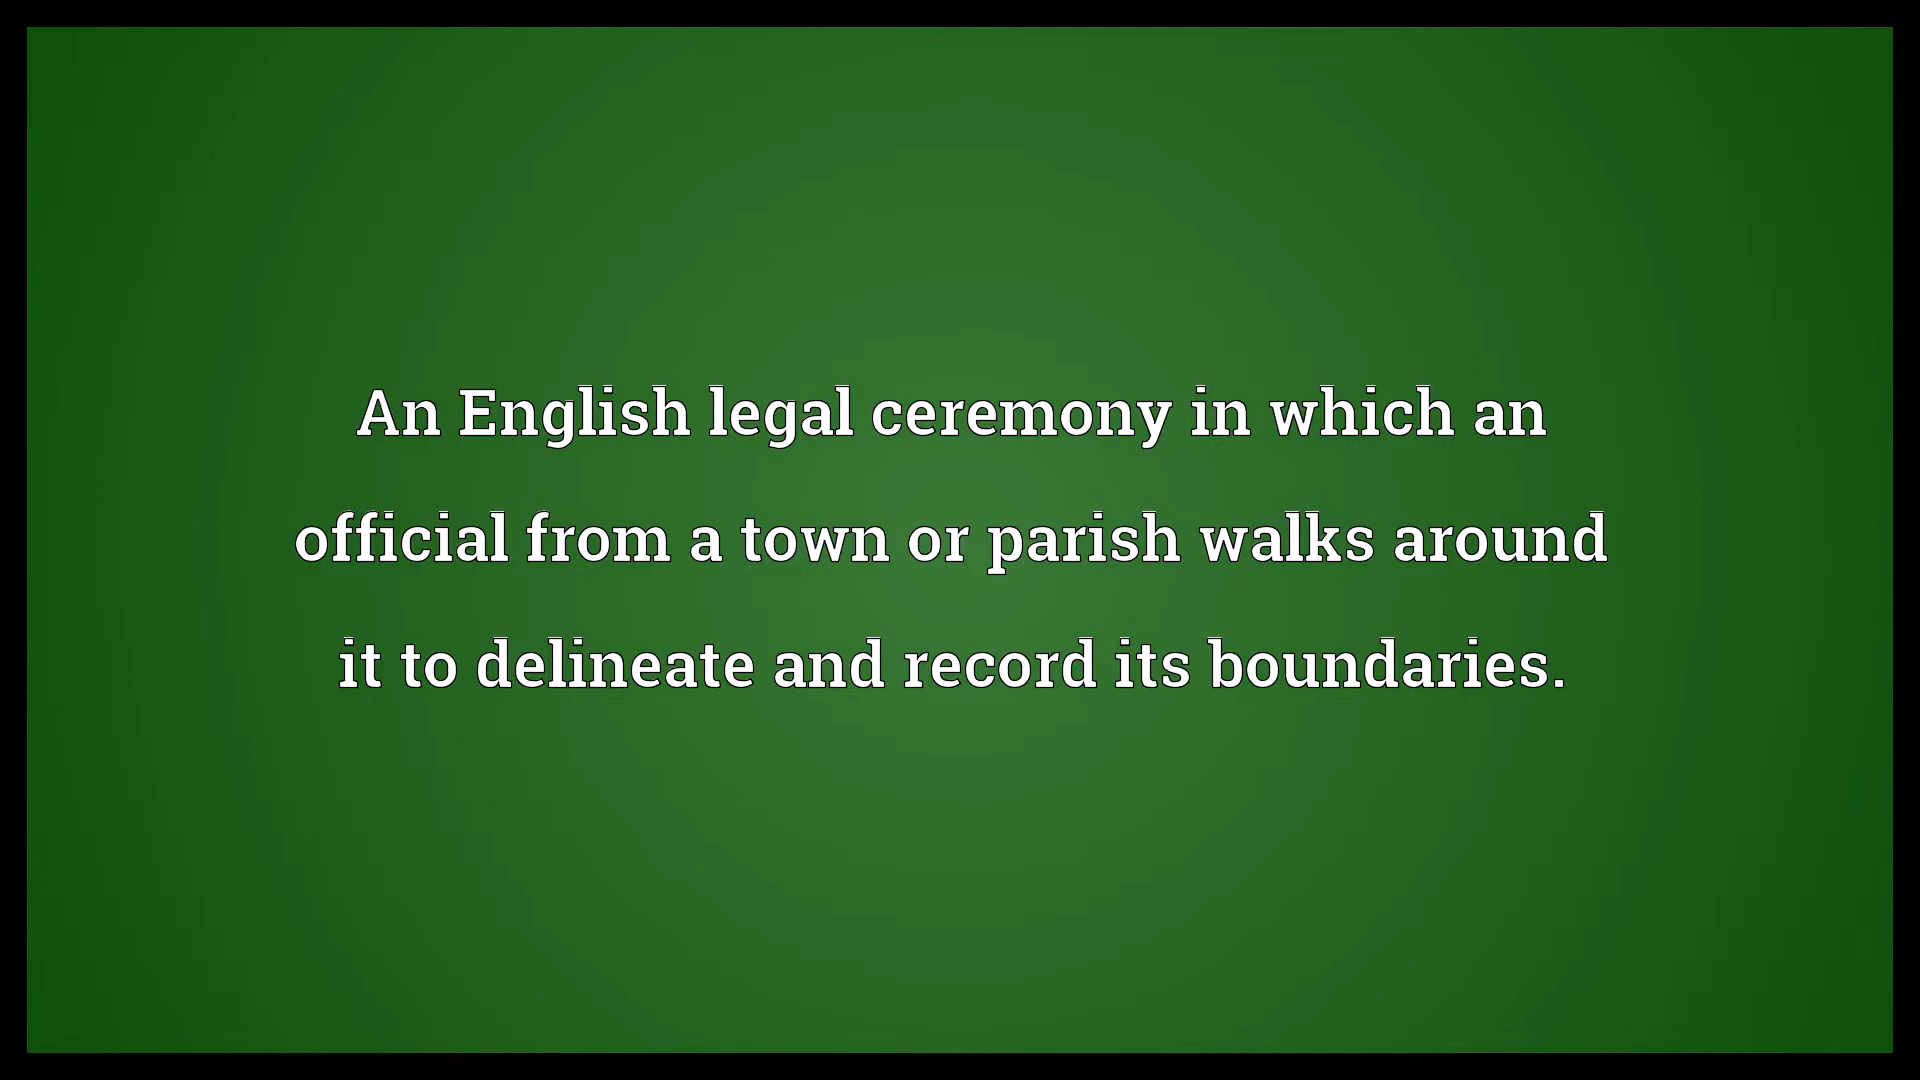 An English legal ceremony in which an
official from a town or parish walks around
it to delineate and record its boundaries.